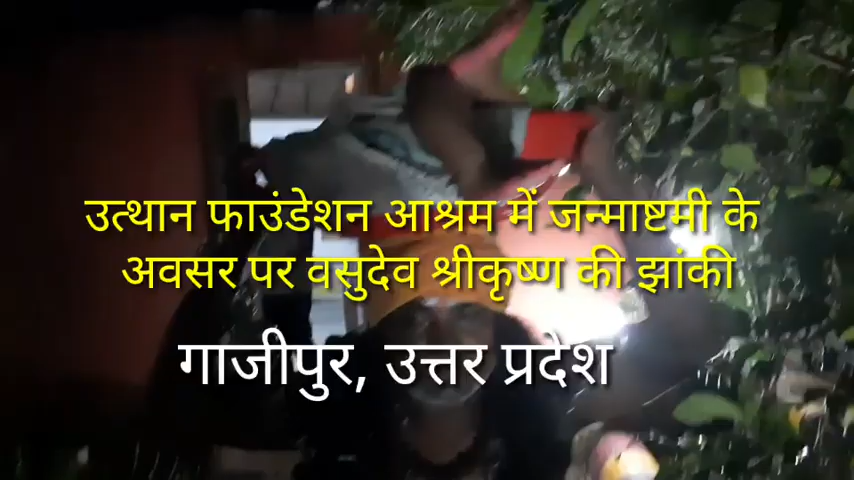 उत्थान फाउंडेशन आश्रम में जन्माष्टमी के
अवसर पर वसुदेव श्रीकृष्ण की झांकी
गाजीपुर, उत्तर प्रदेश